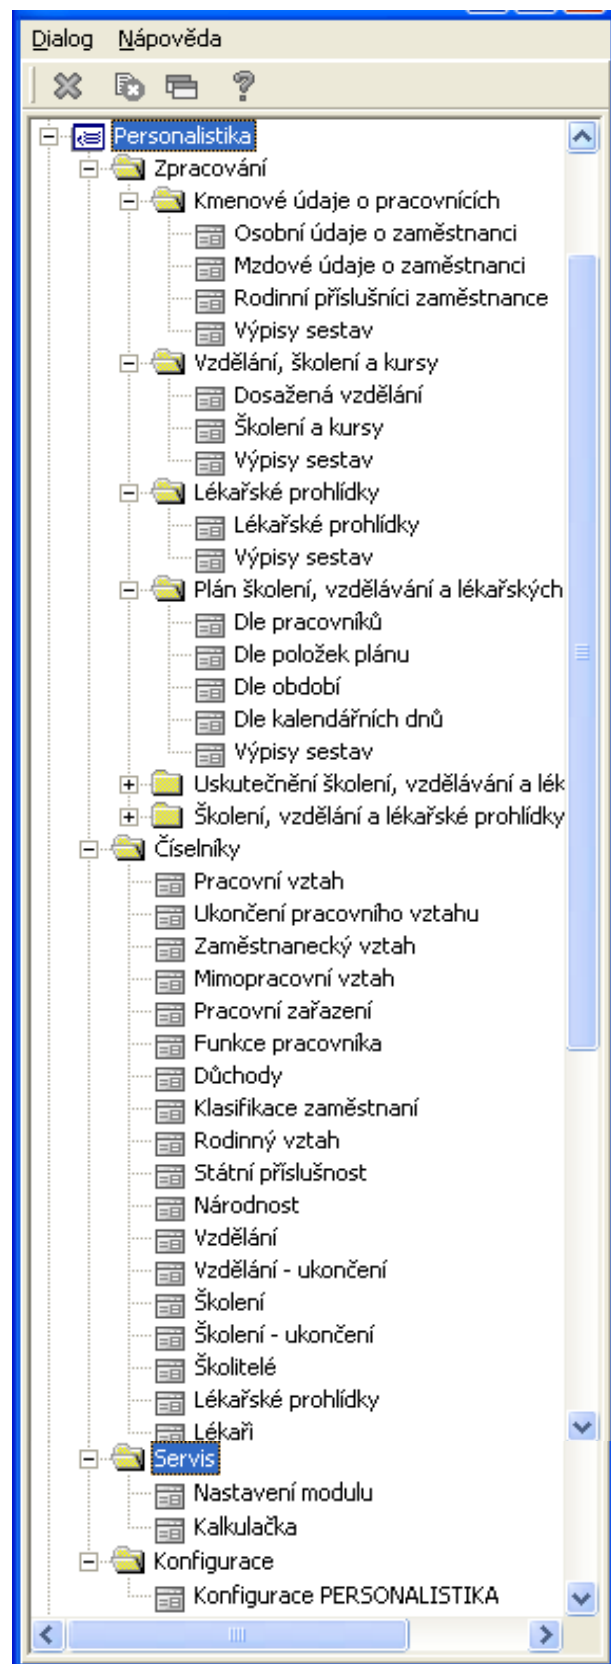 Dialog Nápověda
Personalistika
Zpracování
Kmenové údaje o pracovnících
Osobní údaje o zaměstnanci
Mzdové údaje o zaměstnanci
Rodinní příslušníci zaměstnance
Výpisy sestav
Vzdělání, školení a kursy
Dosažená vzdělání
Školení a kursy
Výpisy sestav
Lékařské prohlídky
Lékařské prohlídky
Výpisy sestav
Plán školení, vzdělávání a lékařských
Dle pracovníků
Dle položek plánu
Dle období
Dle kalendářních dnů
Výpisy sestav
Uskutečnění školení, vzdělávání a lék
Školení, vzdělání a lékařské prohlídky
Číselníky
Pracovní vztah
Ukončení pracovního vztahu
Zaměstnanecký vztah
Mimopracovní vztah
Pracovní zařazení
Funkce pracovníka
Důchody
Klasifikace zaměstnaní
Rodinný vztah
Státní příslušnost
Národnost
Vzdělání
Vzdělání - ukončení
Školení
Školení - ukončení
Školitelé
Lékařské prohlídky
Lékaři
Servis
Nastavení modulu
Kalkulačka
Konfigurace
Konfigurace PERSONALISTIKA